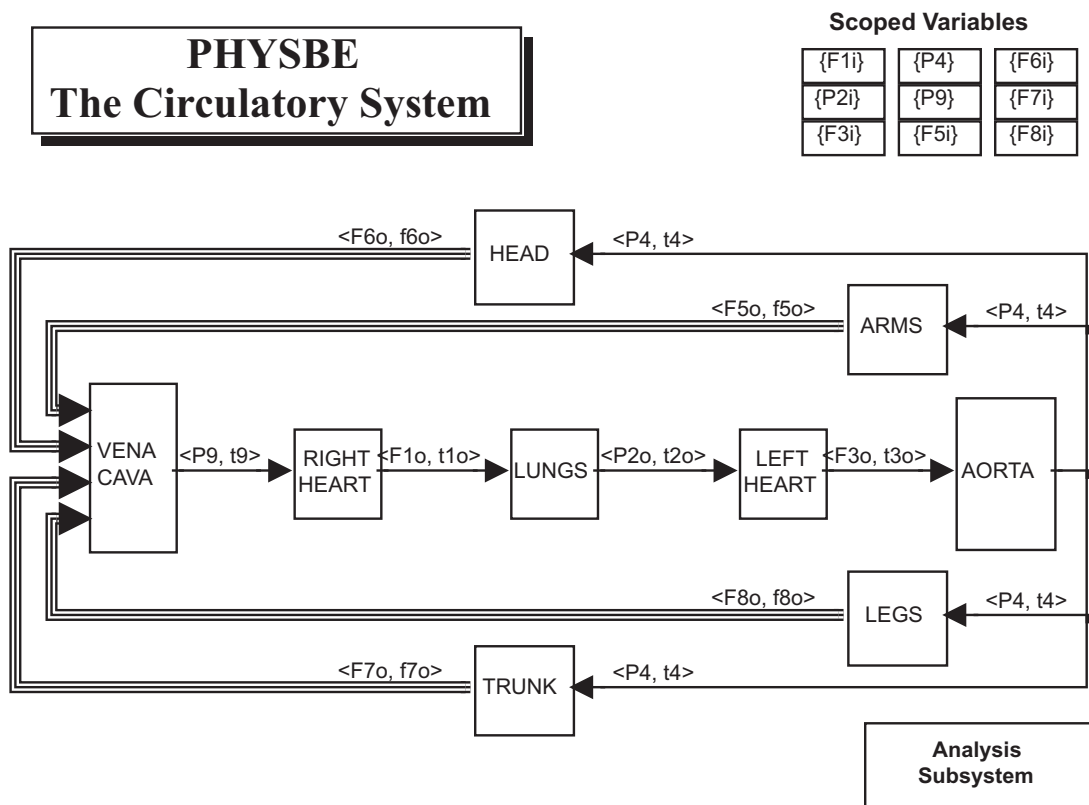 PHYSBE
The Circulatory System
Scoped Variables
{F1i} {P4} {F6i}
{P2i} {P9} {F7i}
{F3i} {F5i} {F8i}
<F6o, f6o>
HEAD
<P4, t4>
<F5o, f5o>
ARMS
<P4, t4>
VENA
CAVA
<P9, t9>
RIGHT
HEART
<F1o, t1o>
LUNGS
<P2o, t2o>
LEFT
HEART
<F3o, t3o>
AORTA
<F8o, f8o>
LEGS
<P4, t4>
<F7o, f7o>
TRUNK
<P4, t4>
Analysis
Subsystem